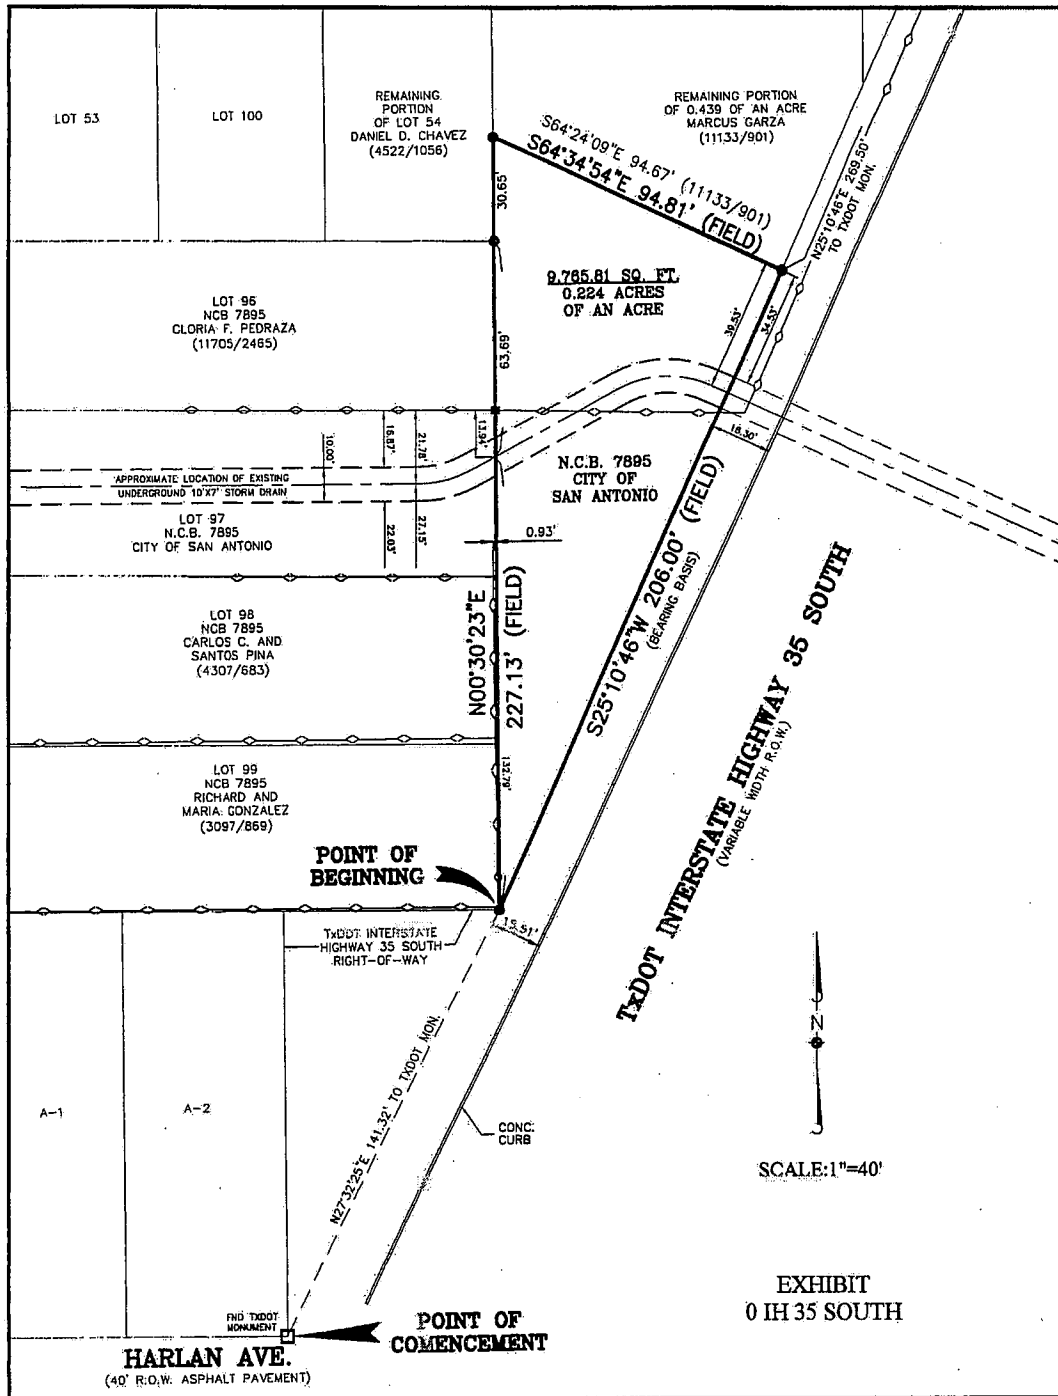 LOT 53
LOT 100
REMAINING
PORTION
OF LOT 54
DANIEL D. CHAVEZ
(4522/1056)
REMAINING PORTION
OF 0.439 OF AN ACRE
MARCUS GARZA
(11133/901)
S64°24'09"E 94.67' (11133/901)
S64°34'54"E 94.81' (FIELD)
N25°10'46"E 269.50'
TO TXDOT MON.
30.65'
9,765.81 SQ. FT.
0.224 ACRES
OF AN ACRE
39.53'
34.53'
LOT 96
NCB 7895
GLORIA F. PEDRAZA
(11705/2465)
63.69'
10.00'
16.87'
21.78'
13.94'
18.30'
APPROXIMATE LOCATION OF EXISTING
UNDERGROUND 10'X7' STORM DRAIN
N.C.B. 7895
CITY OF
SAN ANTONIO
LOT 97
N.C.B. 7895
CITY OF SAN ANTONIO
22.03'
27.15'
0.93'
N00°30'23"E
227.13' (FIELD)
S25°10'46"W 206.00' (FIELD)
(BEARING BASIS)
LOT 98
NCB 7895
CARLOS C. AND
SANTOS PINA
(4307/683)
TxDOT INTERSTATE HIGHWAY 35 SOUTH
(VARIABLE WIDTH R.O.W.)
LOT 99
NCB 7895
RICHARD AND
MARIA GONZALEZ
(3097/869)
132.79'
POINT OF
BEGINNING
TxDOT INTERSTATE
HIGHWAY 35 SOUTH
RIGHT-OF-WAY
15.91'
N27°32'25"E 141.32' TO TXDOT MON.
A-1
A-2
CONC.
CURB
N
SCALE:1"=40'
EXHIBIT
0 IH 35 SOUTH
FND TXDOT
MONUMENT
POINT OF
COMENCEMENT
HARLAN AVE.
(40' R.O.W. ASPHALT PAVEMENT)